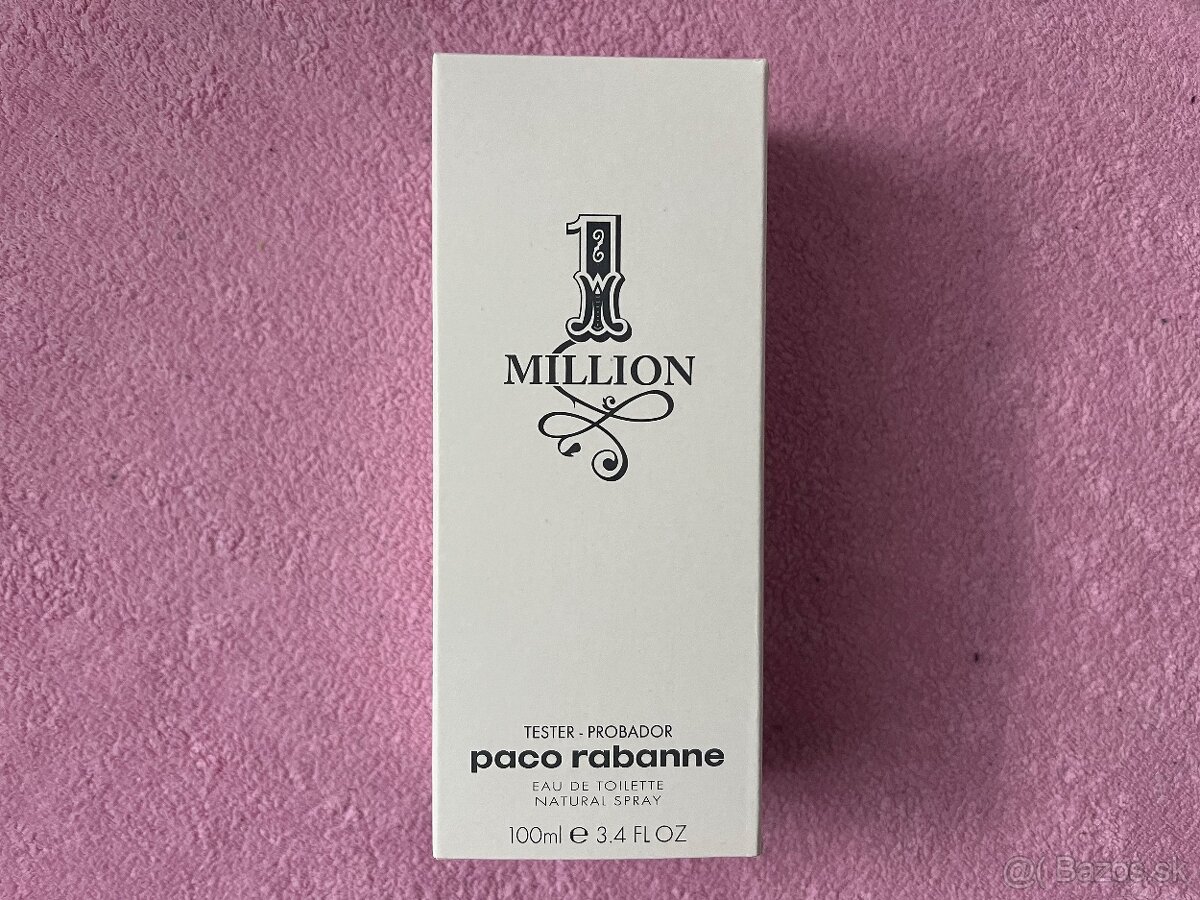 1
MILLION
TESTER - PROBADOR
paco rabanne
EAU DE TOILETTE
NATURAL SPRAY
100ml ℮ 3.4 FL OZ
@( Bazos.sk